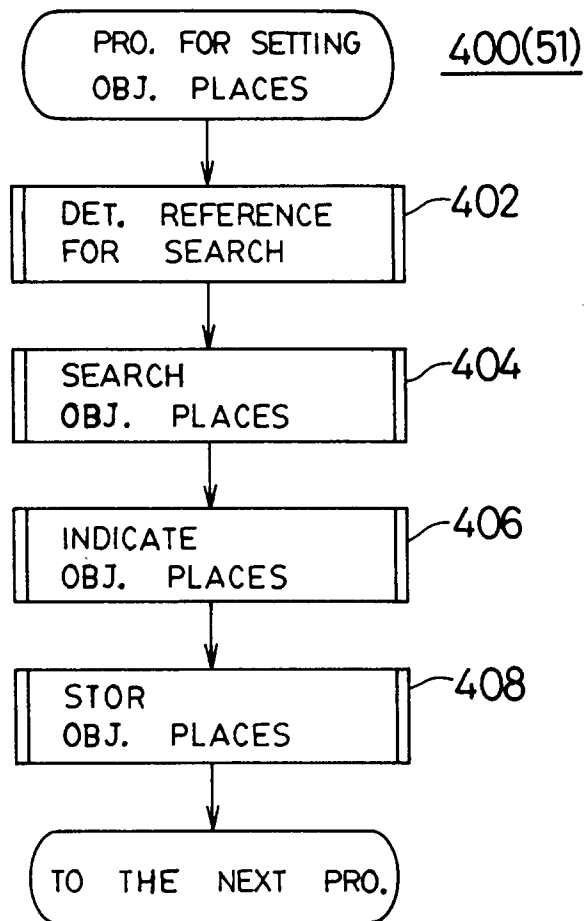 PRO. FOR SETTING
OBJ. PLACES
400(51)
DET. REFERENCE
FOR SEARCH
402
SEARCH
OBJ. PLACES
404
INDICATE
OBJ. PLACES
406
STOR
OBJ. PLACES
408
TO THE NEXT PRO.